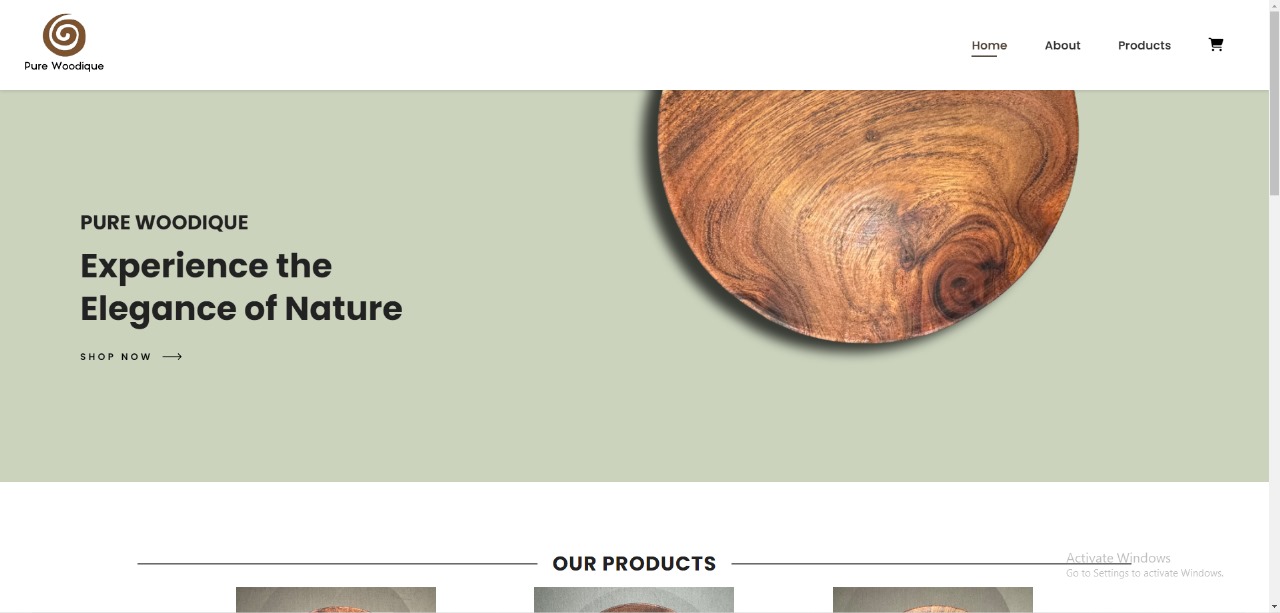 Pure Woodique
Home
About
Products
PURE WOODIQUE
Experience the
Elegance of Nature
SHOP NOW
OUR PRODUCTS
Activate Windows
Go to Settings to activate Windows.